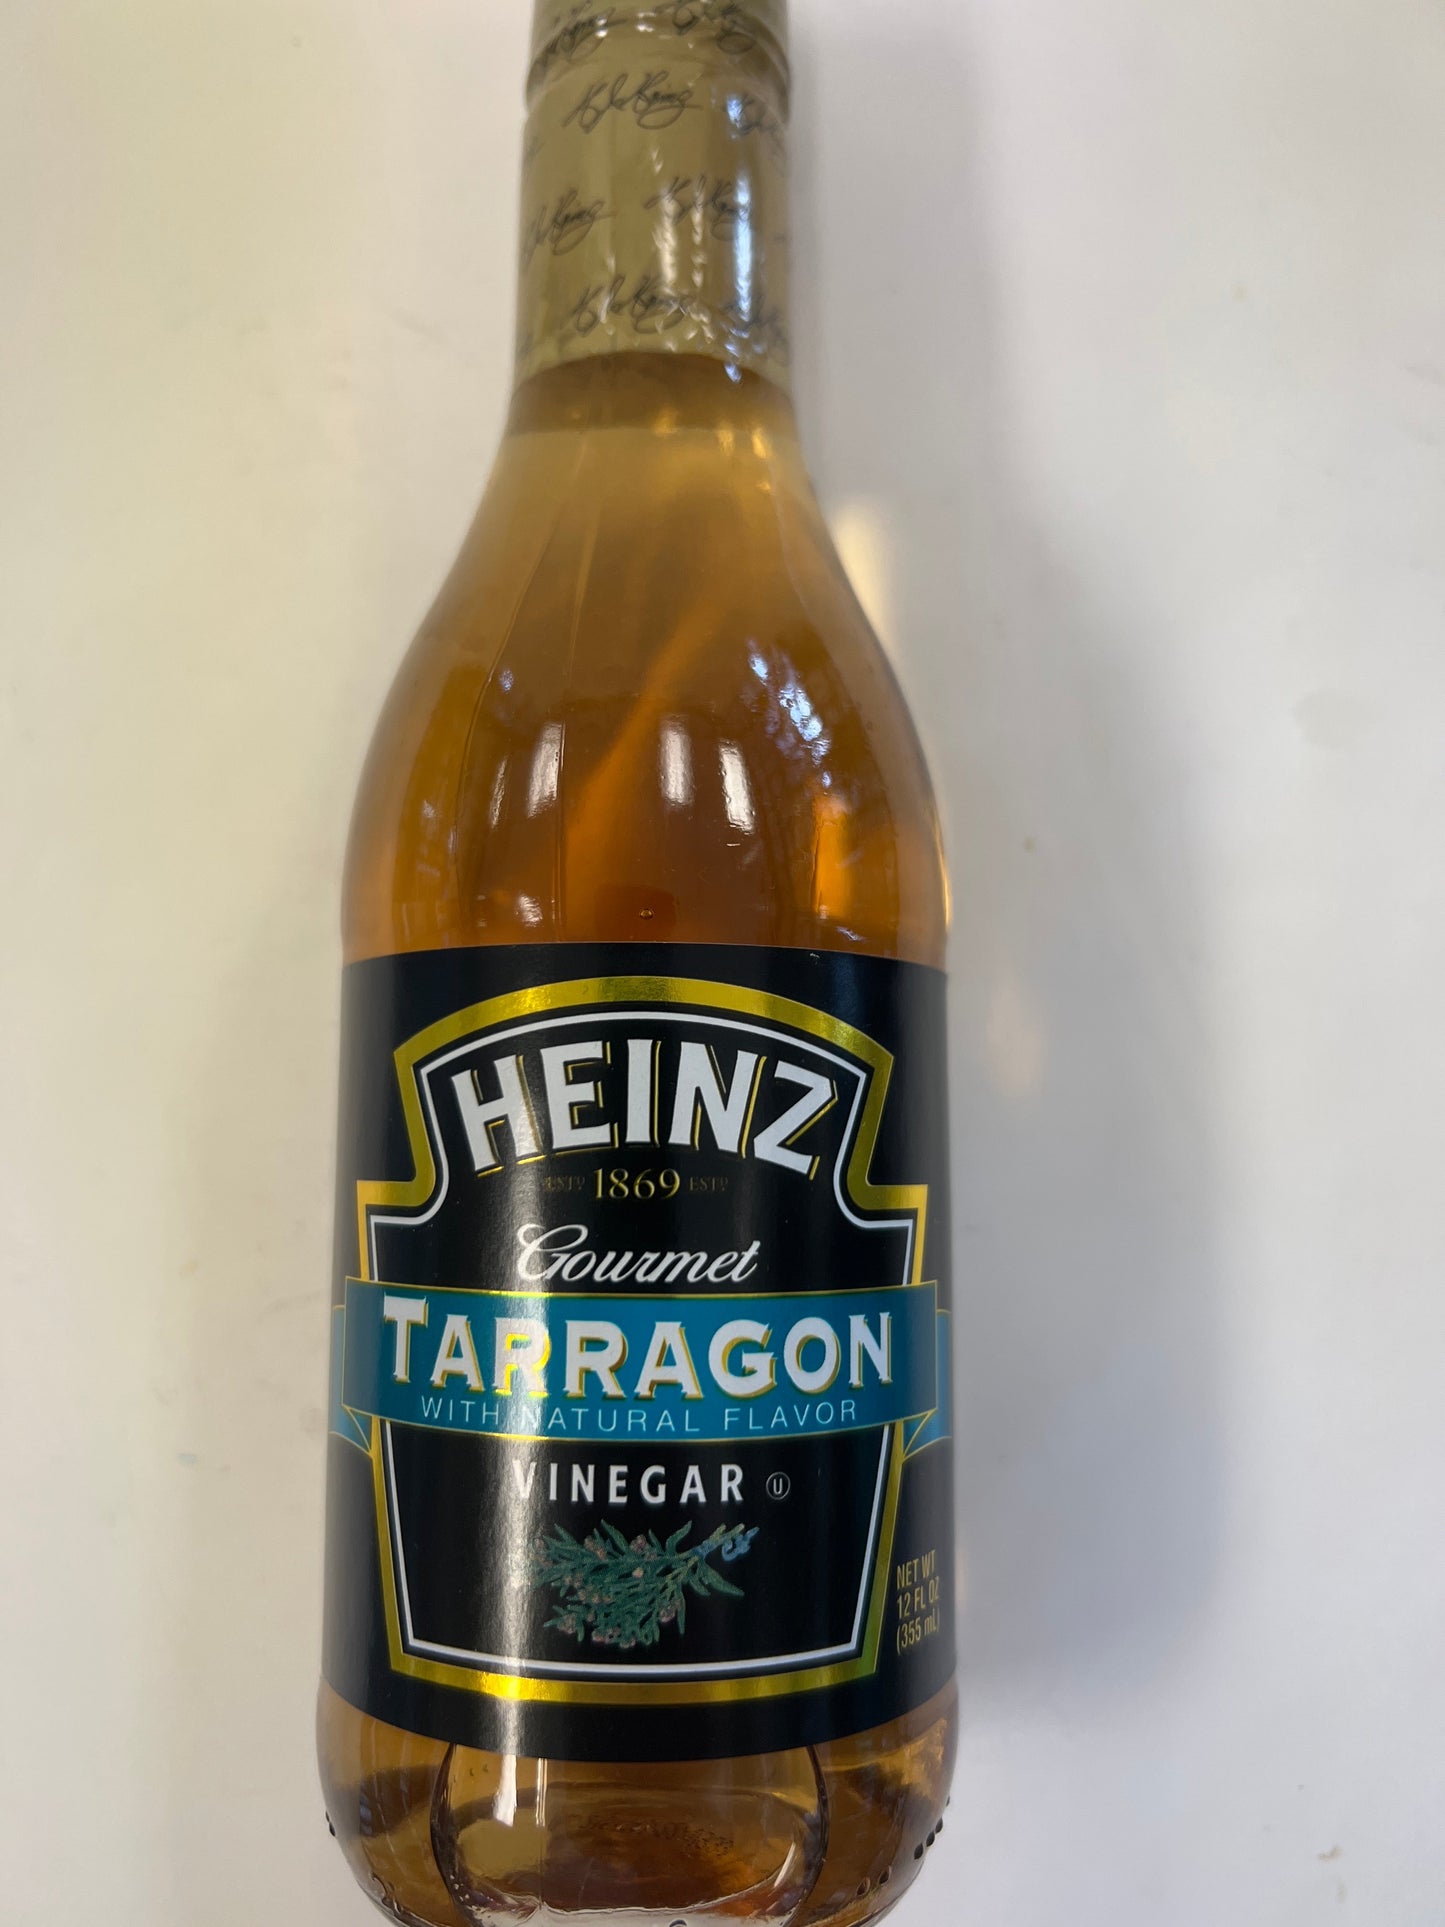 HEINZ
ESTD 1869 ESTD
Gourmet
TARRAGON
WITH NATURAL FLAVOR
VINEGAR U
NET WT
12 FL OZ
(355 mL)